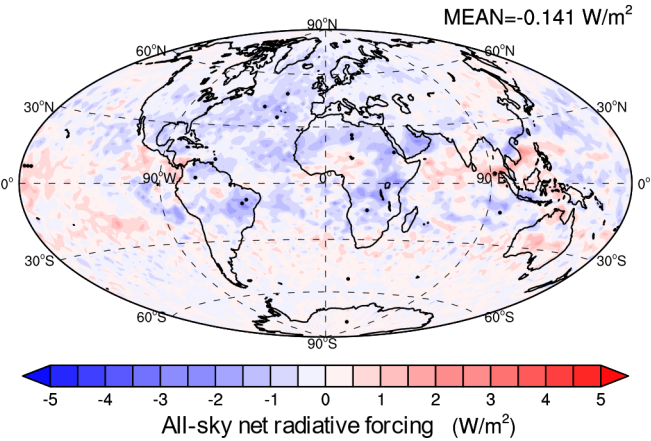 MEAN=-0.141 W/m²
90°N
60°N
60°N
30°N
30°N
0°
90°W
0
90°E
0°
30°S
30°S
60°S
60°S
90°S
-5 -4 -3 -2 -1 0 1 2 3 4 5
All-sky net radiative forcing (W/m²)